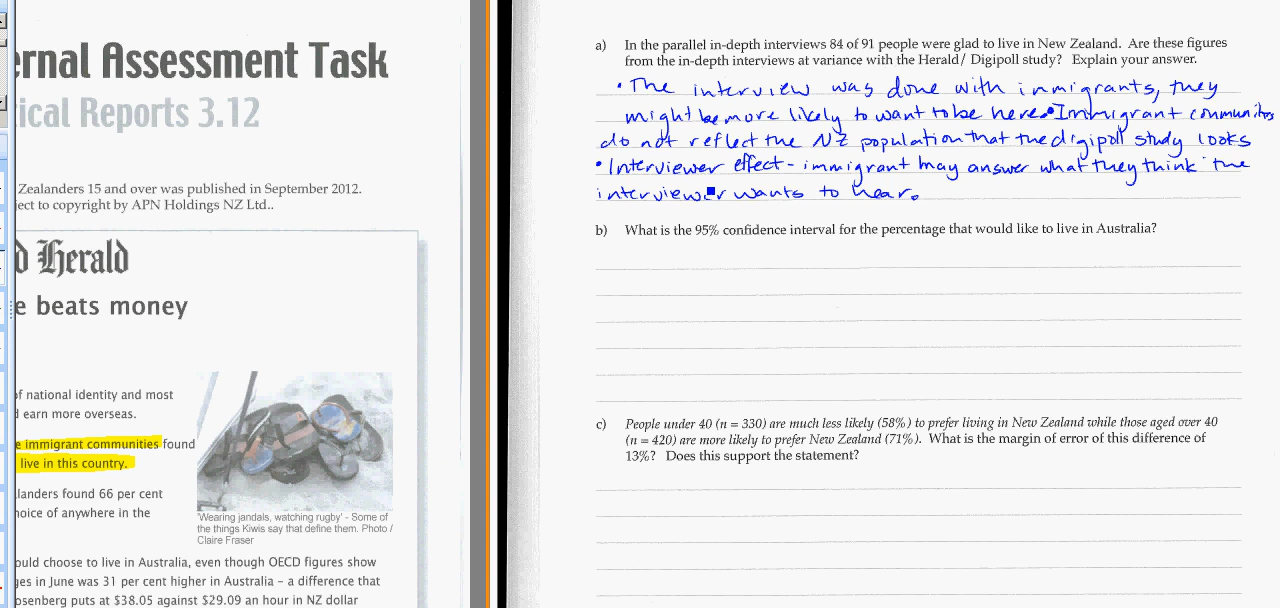 ernal Assessment Task
tical Reports 3.12
Zealanders 15 and over was published in September 2012.
ject to copyright by APN Holdings NZ Ltd..
d Herald
e beats money
of national identity and most
d earn more overseas.
e immigrant communities found
live in this country.
landers found 66 per cent
hoice of anywhere in the
'Wearing jandals, watching rugby' - Some of
the things Kiwis say that define them. Photo /
Claire Fraser
ould choose to live in Australia, even though OECD figures show
ges in June was 31 per cent higher in Australia – a difference that
osenberg puts at $38.05 against $29.09 an hour in NZ dollar
a) In the parallel in-depth interviews 84 of 91 people were glad to live in New Zealand. Are these figures
from the in-depth interviews at variance with the Herald/ Digipoll study? Explain your answer.
• The interview was done with inmigrants, they
might be more likely to want to be here. • Immigrant communites
do not reflect the NZ population that the digipoll study looks
• Interviewer effect - immigrant may answer what they think the
interviewer wants to hear.
b) What is the 95% confidence interval for the percentage that would like to live in Australia?
c) People under 40 (n = 330) are much less likely (58%) to prefer living in New Zealand while those aged over 40
(n = 420) are more likely to prefer New Zealand (71%). What is the margin of error of this difference of
13%? Does this support the statement?